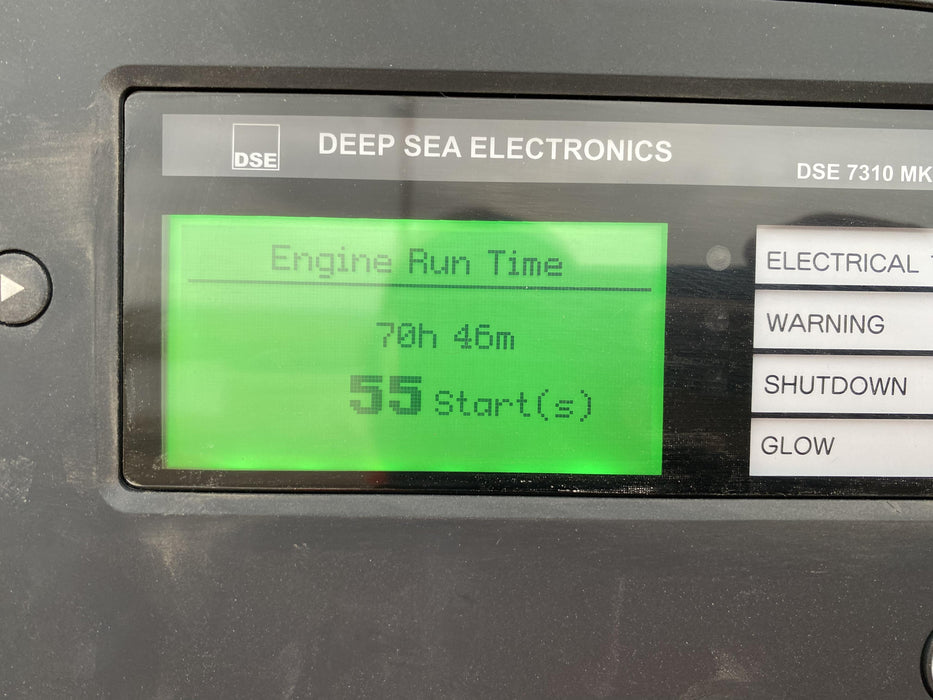 DSE
DEEP SEA ELECTRONICS
DSE 7310 MK
Engine Run Time
70h 46m
55 Start(s)
ELECTRICAL
WARNING
SHUTDOWN
GLOW